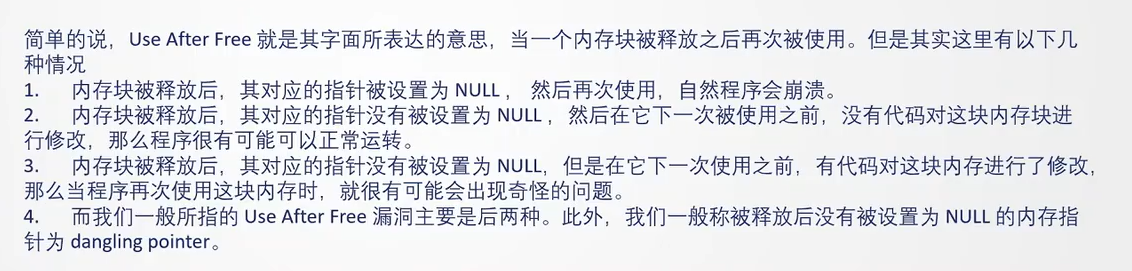 简单的说，Use After Free 就是其字面所表达的意思，当一个内存块被释放之后再次被使用。但是其实这里有以下几
种情况
1. 内存块被释放后，其对应的指针被设置为 NULL ， 然后再次使用，自然程序会崩溃。
2. 内存块被释放后，其对应的指针没有被设置为 NULL ，然后在它下一次被使用之前，没有代码对这块内存块进
行修改，那么程序很有可能可以正常运转。
3. 内存块被释放后，其对应的指针没有被设置为 NULL，但是在它下一次使用之前，有代码对这块内存进行了修改，
那么当程序再次使用这块内存时，就很有可能会出现奇怪的问题。
4. 而我们一般所指的 Use After Free 漏洞主要是后两种。此外，我们一般称被释放后没有被设置为 NULL 的内存指
针为 dangling pointer。